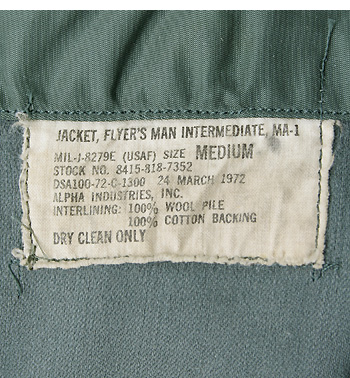 JACKET, FLYER'S MAN INTERMEDIATE, MA-1
MIL-J-8279E (USAF) SIZE MEDIUM
STOCK NO. 8415-818-7352
DSA100-72-C-1300 24 MARCH 1972
ALPHA INDUSTRIES, INC.
INTERLINING: 100% WOOL PILE
100% COTTON BACKING
DRY CLEAN ONLY